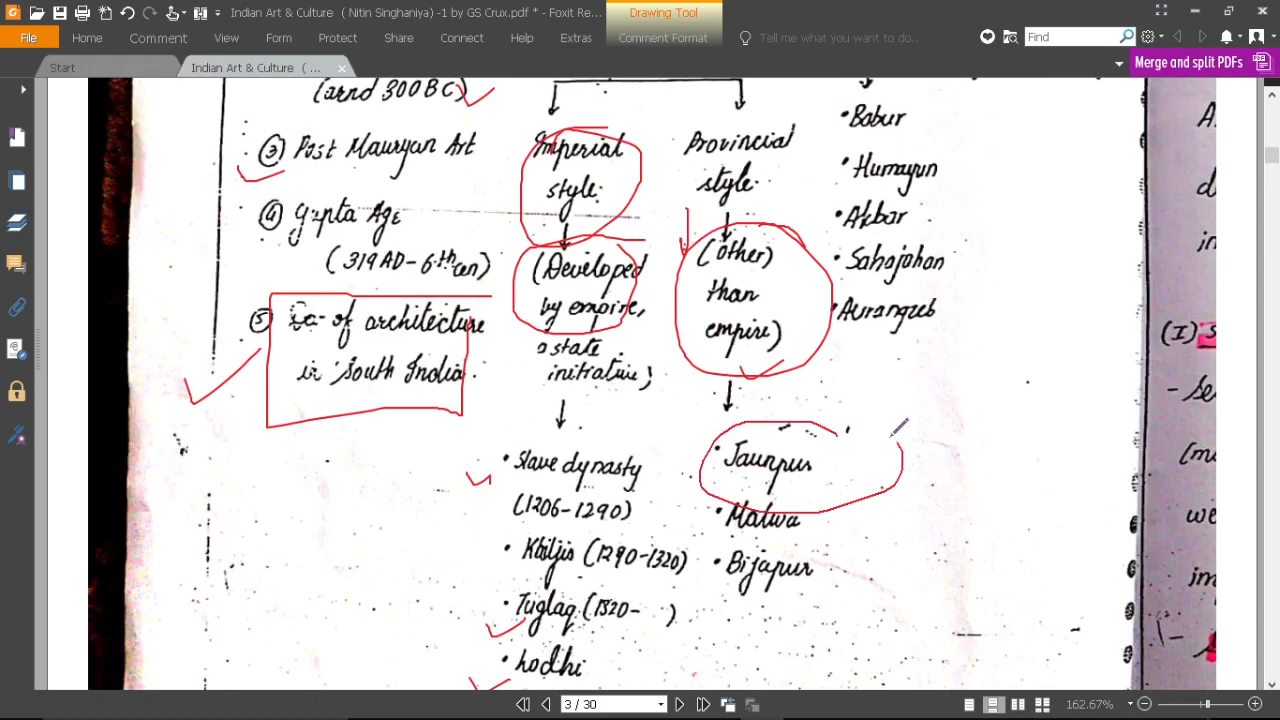 Indian Art & Culture ( Nitin Singhaniya) -1 by GS Crux.pdf * - Foxit Re...
Drawing Tool
File
Home
Comment
View
Form
Protect
Share
Connect
Help
Extras
Comment Format
Tell me what you want to do..
Find
Start
Indian Art & Culture ( ...
Merge and split PDFs
(arnd 300 BC)
③ Post Mauryan Art
④ Gupta Age
(319 AD - 6th cen)
⑤ of architecture
in South India.
Imperial
style.
(Developed
by empire,
state
initiative)
• Slave dynasty
(1206-1290)
• Khiljis (1290-1320)
• Tuglaq (1320- )
• Lodhi
Provincial
style.
(other)
than
empire)
• Jaunpur
• Malwa
• Bijapur
• Babur
• Humayun
• Akbar
• Sahajahan
• Aurangzeb
(I)
we
3 / 30
162.67%